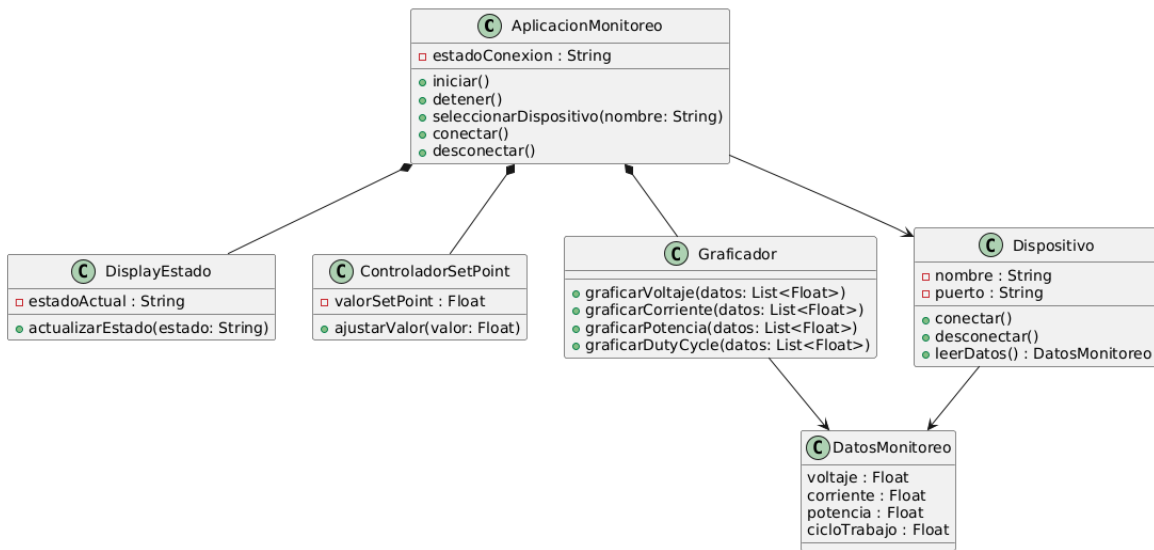 C AplicacionMonitoreo
estadoConexion : String
iniciar()
detener()
seleccionarDispositivo(nombre: String)
conectar()
desconectar()
C DisplayEstado
estadoActual : String
actualizarEstado(estado: String)
C ControladorSetPoint
valorSetPoint : Float
ajustarValor(valor: Float)
C Graficador
graficarVoltaje(datos: List<Float>)
graficarCorriente(datos: List<Float>)
graficarPotencia(datos: List<Float>)
graficarDutyCycle(datos: List<Float>)
C Dispositivo
nombre : String
puerto : String
conectar()
desconectar()
leerDatos() : DatosMonitoreo
C DatosMonitoreo
voltaje : Float
corriente : Float
potencia : Float
cicloTrabajo : Float